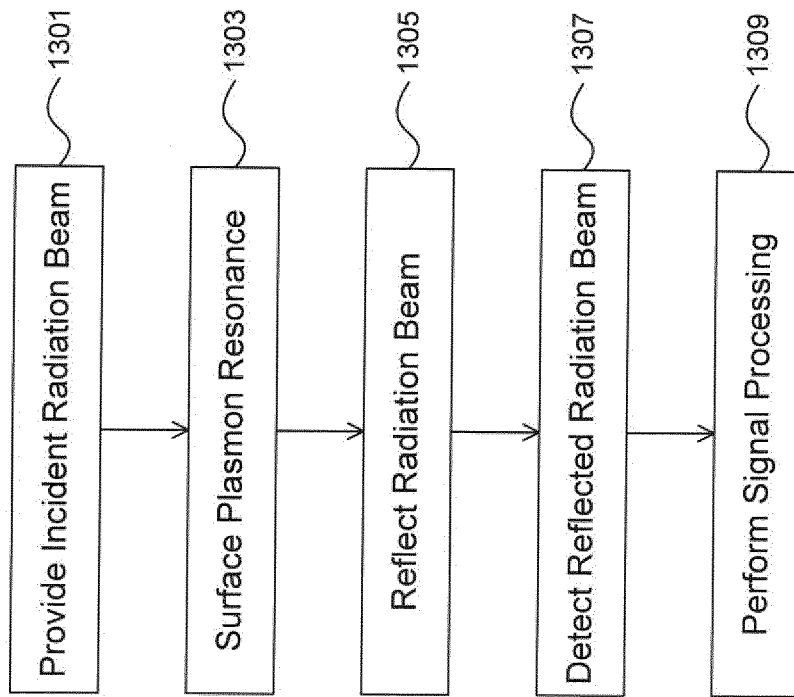 Provide Incident Radiation Beam
1301
Surface Plasmon Resonance
1303
Reflect Radiation Beam
1305
Detect Reflected Radiation Beam
1307
Perform Signal Processing
1309